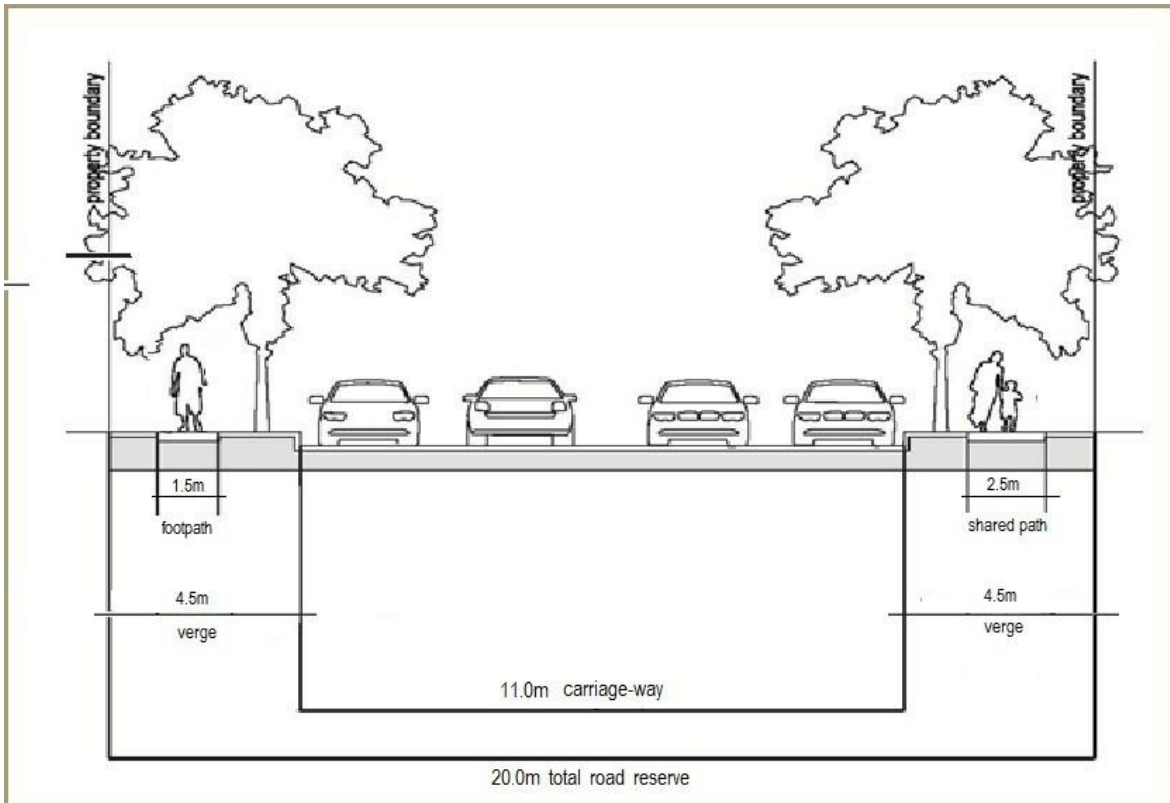 property boundary
property boundary
1.5m
footpath
2.5m
shared path
4.5m
verge
4.5m
verge
11.0m carriage-way
20.0m total road reserve